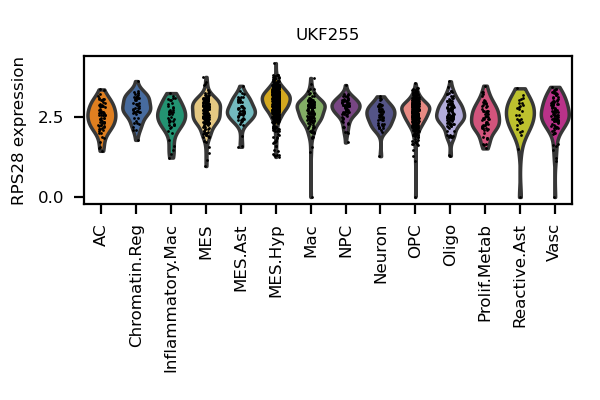 UKF255
RPS28 expression
2.5
0.0
AC
Chromatin.Reg
Inflammatory.Mac
MES
MES.Ast
MES.Hyp
Mac
NPC
Neuron
OPC
Oligo
Prolif.Metab
Reactive.Ast
Vasc